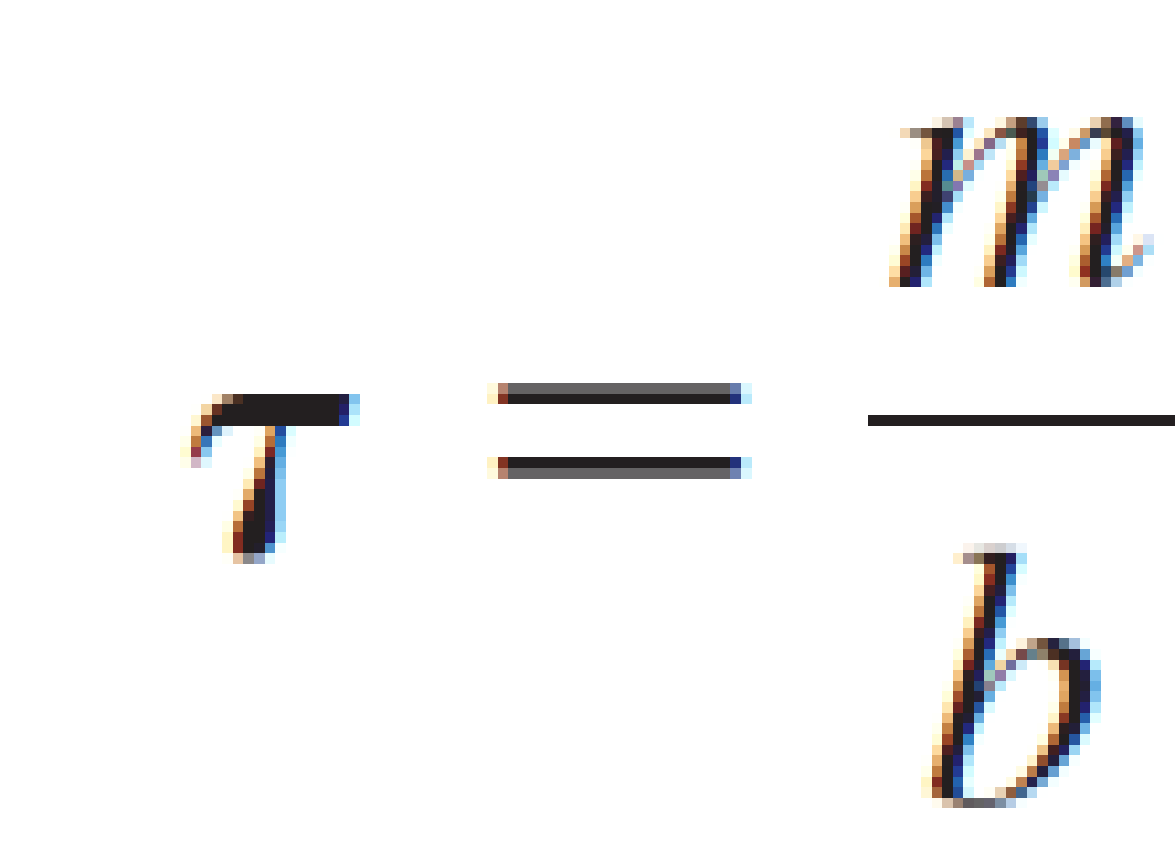 τ = m/b